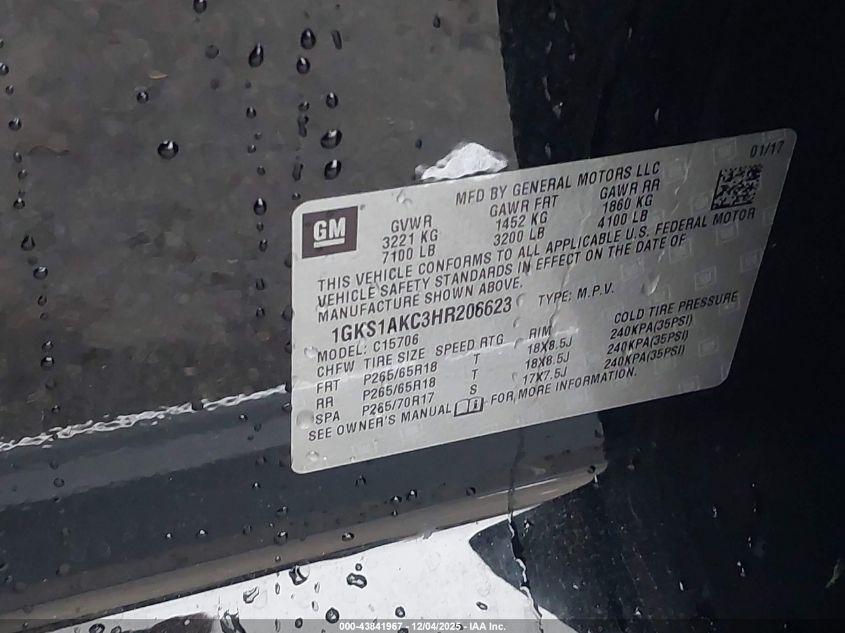 01/17
GM
MFD BY GENERAL MOTORS LLC
GVWR GAWR FRT GAWR RR
3221 KG 1452 KG 1860 KG
7100 LB 3200 LB 4100 LB
THIS VEHICLE CONFORMS TO ALL APPLICABLE U.S. FEDERAL MOTOR
VEHICLE SAFETY STANDARDS IN EFFECT ON THE DATE OF
MANUFACTURE SHOWN ABOVE.
1GKS1AKC3HR206623 TYPE: M.P.V.
MODEL: C15706
CHFW TIRE SIZE SPEED RTG RIM COLD TIRE PRESSURE
FRT P265/65R18 T 18X8.5J 240KPA(35PSI)
RR P265/65R18 T 18X8.5J 240KPA(35PSI)
SPA P265/70R17 S 17X7.5J 240KPA(35PSI)
SEE OWNER'S MANUAL - FOR MORE INFORMATION.
000-43841967 - 12/04/2025 - IAA Inc.